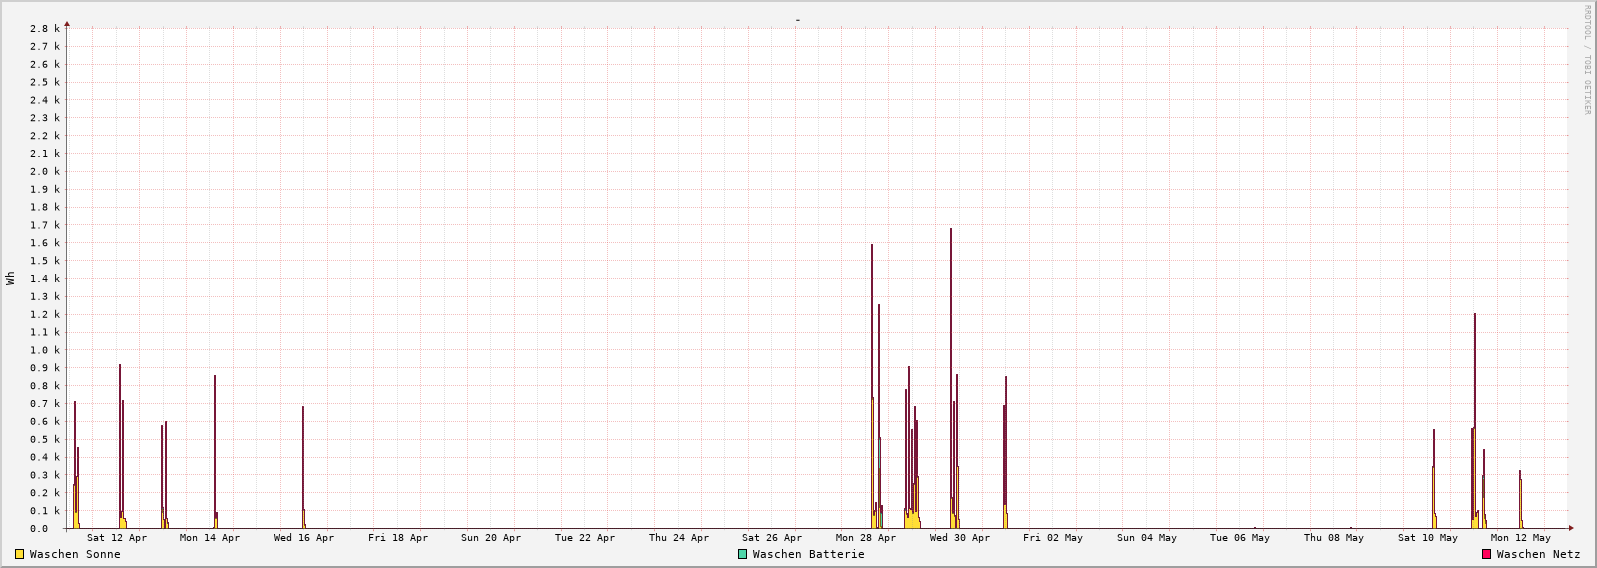 -
RRDTOOL / TOBI OETIKER
Wh
2.8 k
2.7 k
2.6 k
2.5 k
2.4 k
2.3 k
2.2 k
2.1 k
2.0 k
1.9 k
1.8 k
1.7 k
1.6 k
1.5 k
1.4 k
1.3 k
1.2 k
1.1 k
1.0 k
0.9 k
0.8 k
0.7 k
0.6 k
0.5 k
0.4 k
0.3 k
0.2 k
0.1 k
0.0
Sat 12 Apr Mon 14 Apr Wed 16 Apr Fri 18 Apr Sun 20 Apr Tue 22 Apr Thu 24 Apr Sat 26 Apr Mon 28 Apr Wed 30 Apr Fri 02 May Sun 04 May Tue 06 May Thu 08 May Sat 10 May Mon 12 May
Waschen Sonne Waschen Batterie Waschen Netz